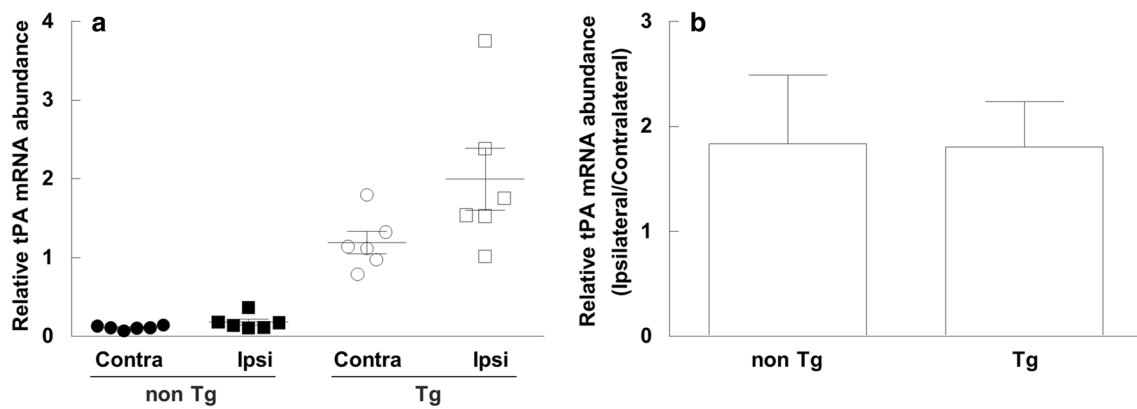 a
Relative tPA mRNA abundance
4
3
2
1
0
Contra Ipsi Contra Ipsi
non Tg Tg
b
Relative tPA mRNA abundance
(Ipsilateral/Contralateral)
3
2
1
0
non Tg Tg